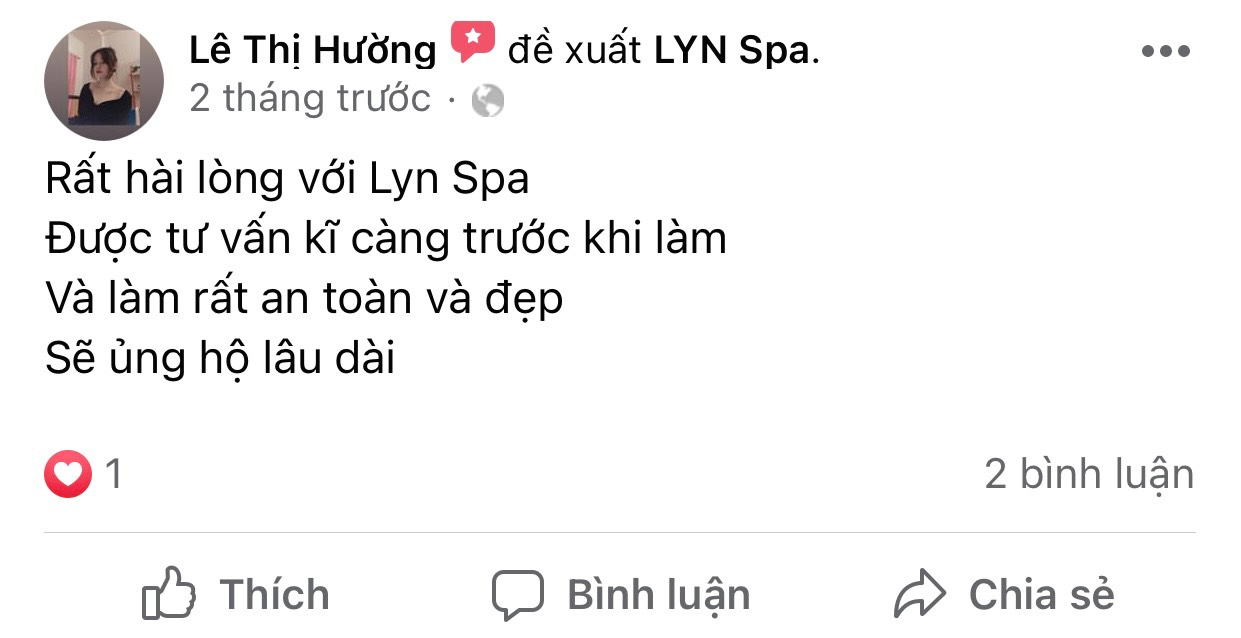 Lê Thị Hường đề xuất LYN Spa.
2 tháng trước ·
Rất hài lòng với Lyn Spa
Được tư vấn kĩ càng trước khi làm
Và làm rất an toàn và đẹp
Sẽ ủng hộ lâu dài
1 2 bình luận
Thích Bình luận Chia sẻ